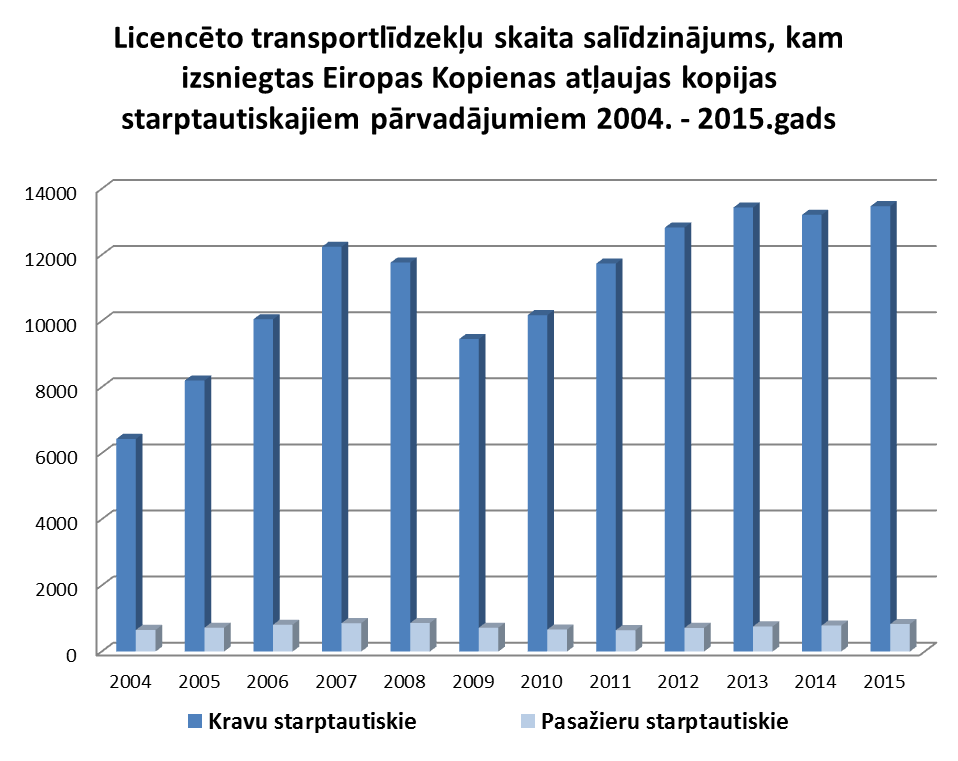 Licencēto transportlīdzekļu skaita salīdzinājums, kam
izsniegtas Eiropas Kopienas atļaujas kopijas
starptautiskajiem pārvadājumiem 2004. - 2015.gads
14000
12000
10000
8000
6000
4000
2000
0
2004 2005 2006 2007 2008 2009 2010 2011 2012 2013 2014 2015
Kravu starptautiskie Pasažieru starptautiskie